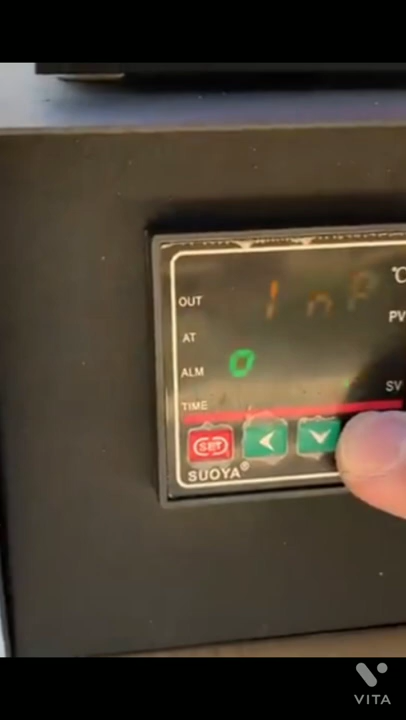 ℃
InP
OUT
PV
AT
0
ALM
SV
TIME
SET
SUOYA®
VITA